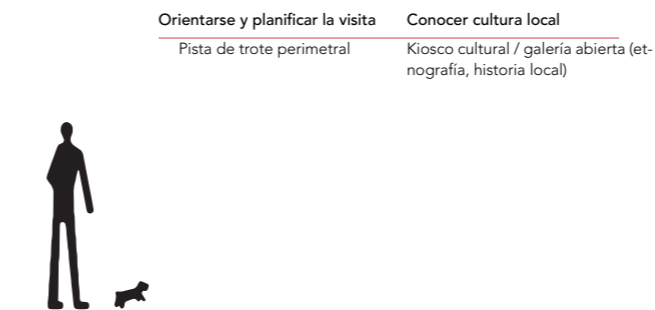 Orientarse y planificar la visita
Conocer cultura local
Pista de trote perimetral
Kiosco cultural / galería abierta (et-
nografía, historia local)